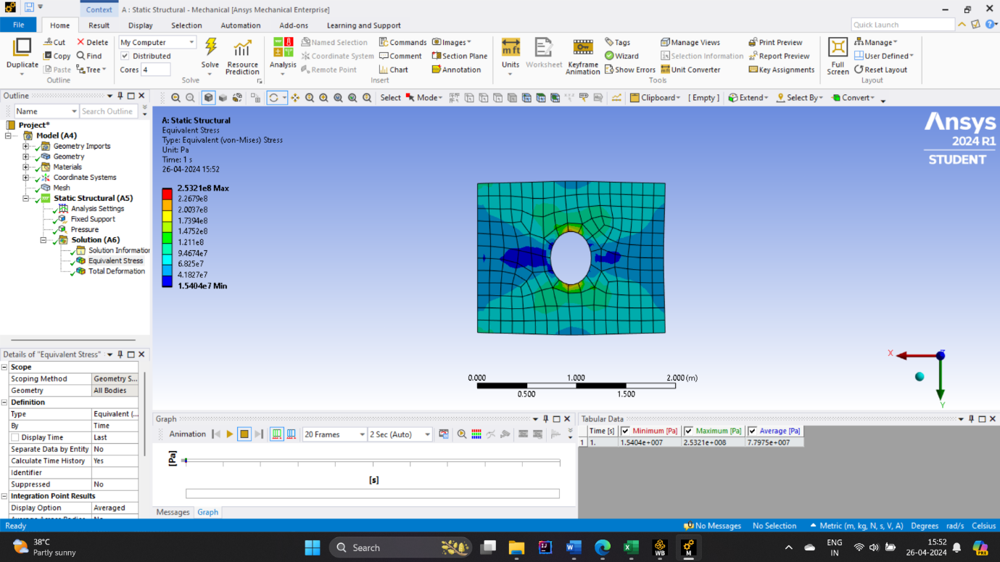 Context
A : Static Structural - Mechanical [Ansys Mechanical Enterprise]
File Home Result Display Selection Automation Add-ons Learning and Support
Quick Launch
Duplicate
Cut
Copy
Paste
Delete
Find
Tree
Outline
My Computer
Distributed
Cores 4
Solve
Resource
Prediction
Solve
Analysis
Named Selection
Coordinate System
Remote Point
Commands
Comment
Chart
Images
Section Plane
Annotation
Insert
Units
Worksheet
Keyframe
Animation
Tags
Wizard
Show Errors
Manage Views
Selection Information
Unit Converter
Print Preview
Report Preview
Key Assignments
Tools
Full
Screen
Manage
User Defined
Reset Layout
Layout
Outline
Name Search Outline
Select Mode Clipboard [ Empty ] Extend Select By Convert
Project*
Model (A4)
Geometry Imports
Geometry
Materials
Coordinate Systems
Mesh
Static Structural (A5)
Analysis Settings
Fixed Support
Pressure
Solution (A6)
Solution Information
Equivalent Stress
Total Deformation
A: Static Structural
Equivalent Stress
Type: Equivalent (von-Mises) Stress
Unit: Pa
Time: 1 s
26-04-2024 15:52
2.5321e8 Max
2.2679e8
2.0037e8
1.7394e8
1.4752e8
1.211e8
9.4674e7
6.825e7
4.1827e7
1.5404e7 Min
Ansys
2024 R1
STUDENT
0.000 1.000 2.000 (m)
0.500 1.500
X
Z
Y
Details of "Equivalent Stress"
Scope
Scoping Method Geometry S...
Geometry All Bodies
Definition
Type Equivalent (...
By Time
Display Time Last
Separate Data by Entity No
Calculate Time History Yes
Identifier
Suppressed No
Integration Point Results
Display Option Averaged
Average Across Bodies No
Graph
Animation 20 Frames 2 Sec (Auto)
[Pa]
[s]
Messages Graph
Tabular Data
Time [s] Minimum [Pa] Maximum [Pa] Average [Pa]
1 1. 1.5404e+007 2.5321e+008 7.7975e+007
Ready No Messages No Selection Metric (m, kg, N, s, V, A) Degrees rad/s Celsius
38°C
Partly sunny
Search
WB
M
ENG
IN
15:52
26-04-2024
PRE